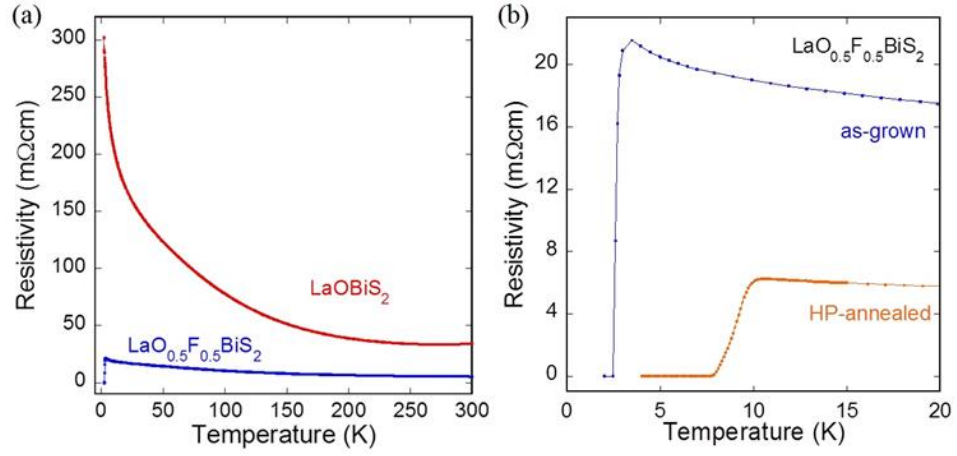 (a)
300
250
200
150
100
50
0
Resistivity (mΩcm)
LaOBiS₂
LaO₀.₅F₀.₅BiS₂
0 50 100 150 200 250 300
Temperature (K)
(b)
20
16
12
8
4
0
Resistivity (mΩcm)
LaO₀.₅F₀.₅BiS₂
as-grown
HP-annealed
0 5 10 15 20
Temperature (K)